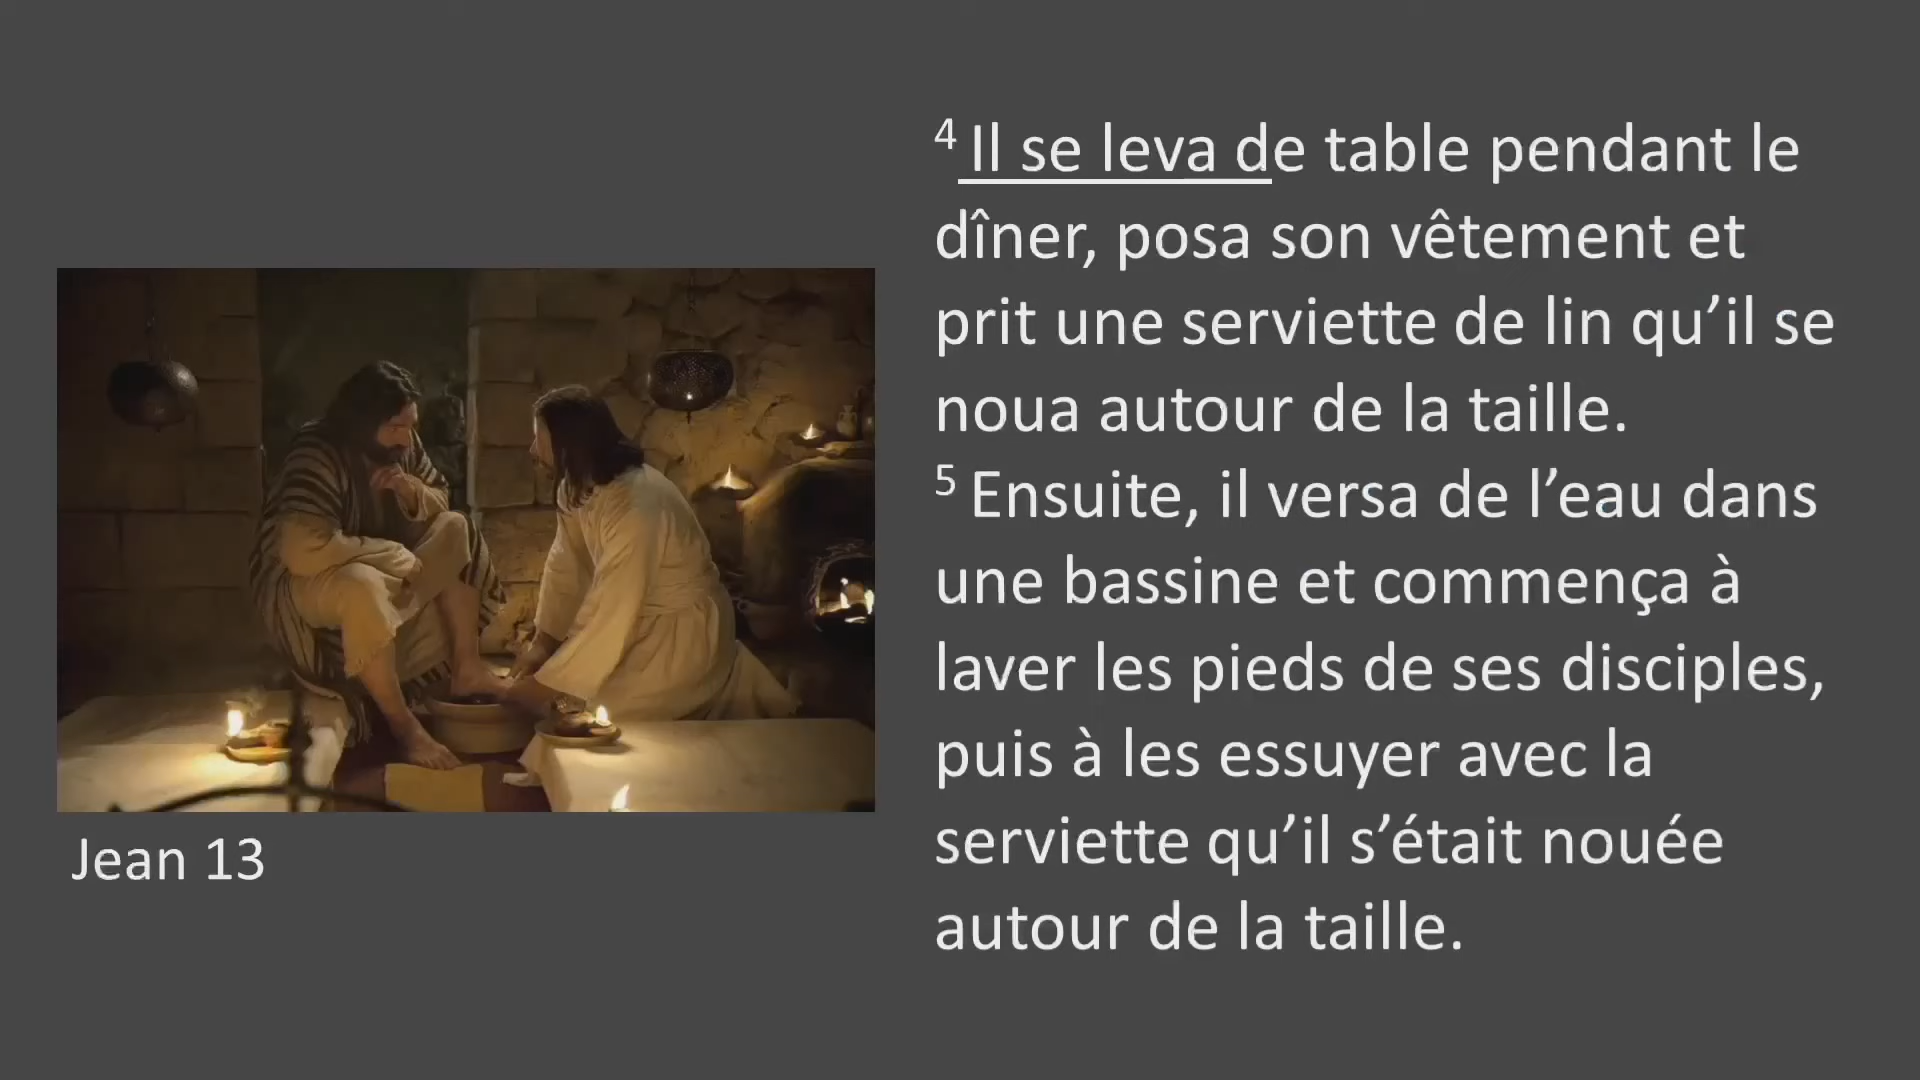 4 Il se leva de table pendant le
dîner, posa son vêtement et
prit une serviette de lin qu’il se
noua autour de la taille.
5 Ensuite, il versa de l’eau dans
une bassine et commença à
laver les pieds de ses disciples,
puis à les essuyer avec la
serviette qu’il s’était nouée
autour de la taille.
Jean 13